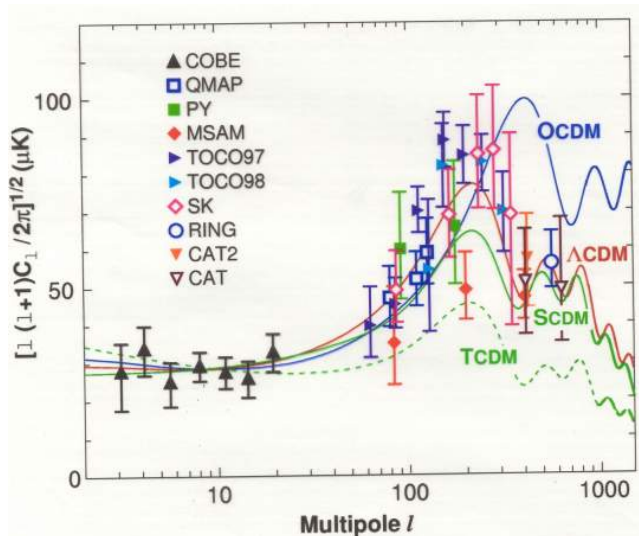 [l (l+1)C_l /2π]^{1/2} (μK)
100
50
0
COBE
QMAP
PY
MSAM
TOCO97
TOCO98
SK
RING
CAT2
CAT
OCDM
ΛCDM
SCDM
TCDM
10
100
1000
Multipole l